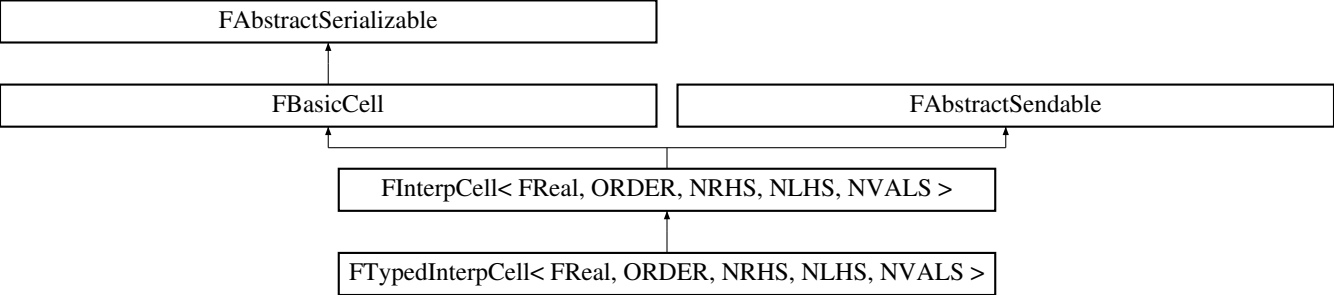 FAbstractSerializable
FBasicCell
FAbstractSendable
FInterpCell< FReal, ORDER, NRHS, NLHS, NVALS >
FTypedInterpCell< FReal, ORDER, NRHS, NLHS, NVALS >